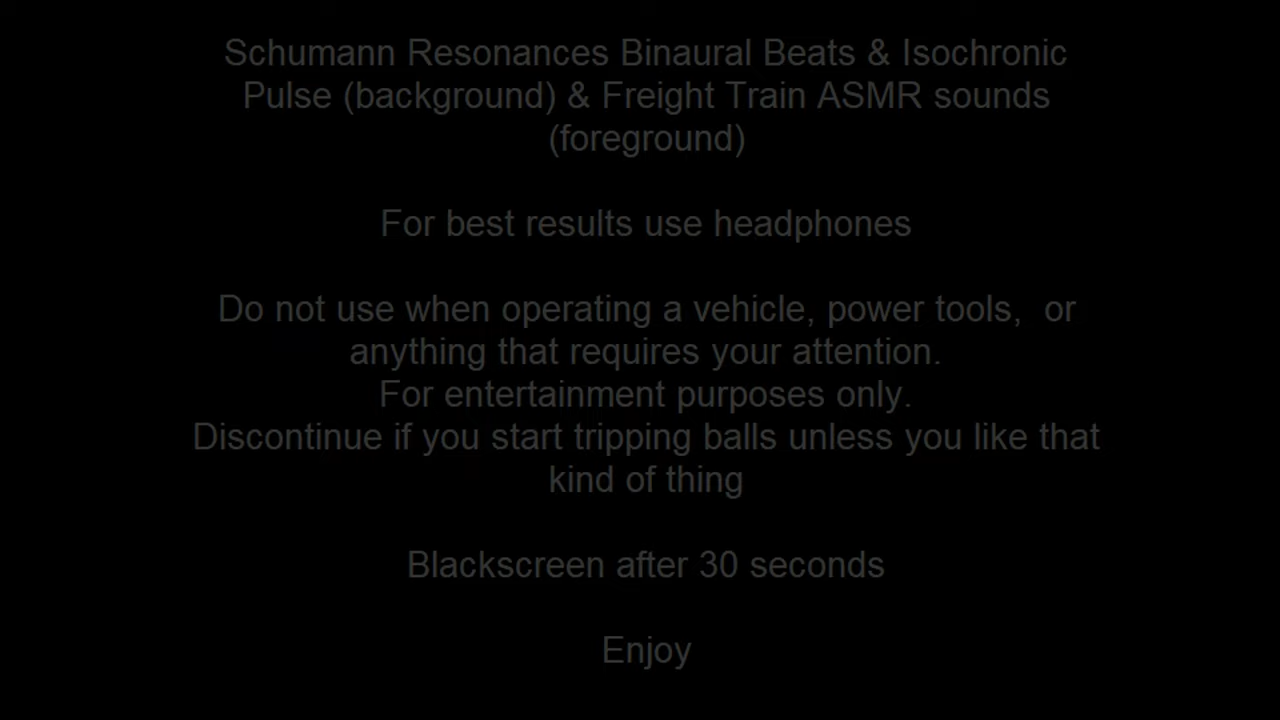 Schumann Resonances Binaural Beats & Isochronic
Pulse (background) & Freight Train ASMR sounds
(foreground)
For best results use headphones
Do not use when operating a vehicle, power tools,  or
anything that requires your attention.
For entertainment purposes only.
Discontinue if you start tripping balls unless you like that
kind of thing
Blackscreen after 30 seconds
Enjoy